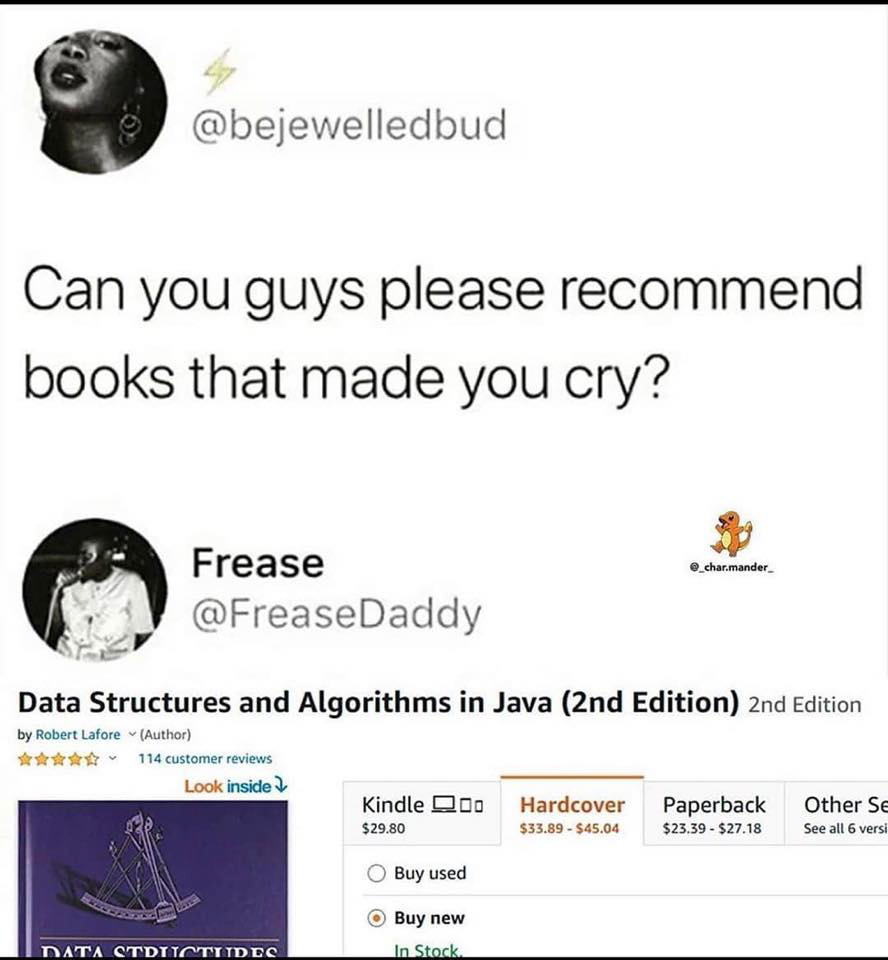 @bejewelledbud
Can you guys please recommend
books that made you cry?
Frease
@_char.mander_
@FreaseDaddy
Data Structures and Algorithms in Java (2nd Edition) 2nd Edition
by Robert Lafore (Author)
114 customer reviews
Look inside
Kindle Hardcover Paperback Other Se
$29.80 $33.89 - $45.04 $23.39 - $27.18 See all 6 versi
Buy used
Buy new
In Stock.
DATA STRUCTURES